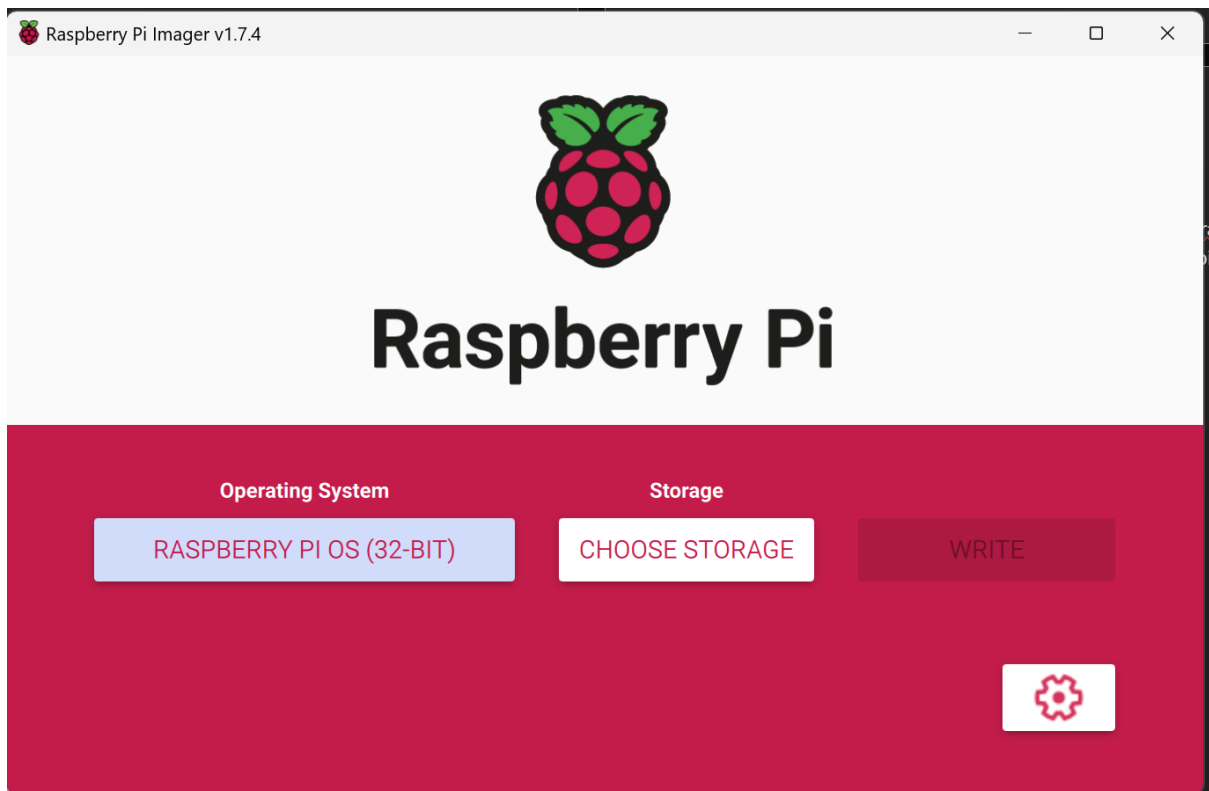 Raspberry Pi Imager v1.7.4
Raspberry Pi
Operating System
Storage
RASPBERRY PI OS (32-BIT)
CHOOSE STORAGE
WRITE